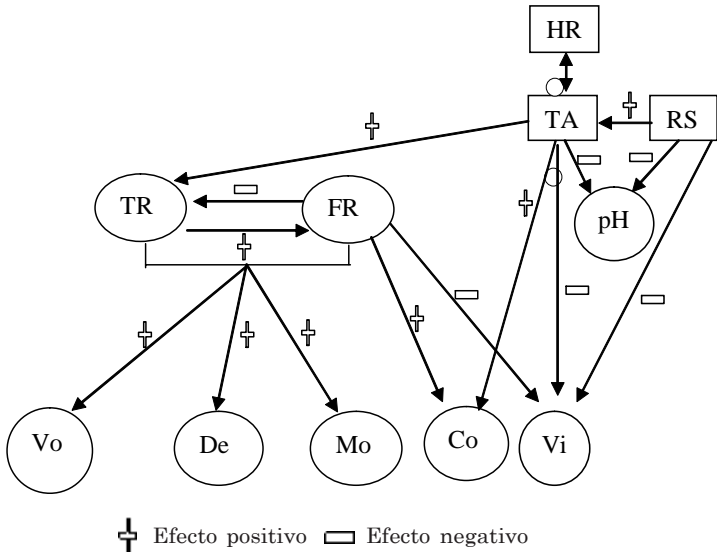 HR
TA RS
TR FR pH
Vo De Mo Co Vi
Efecto positivo Efecto negativo